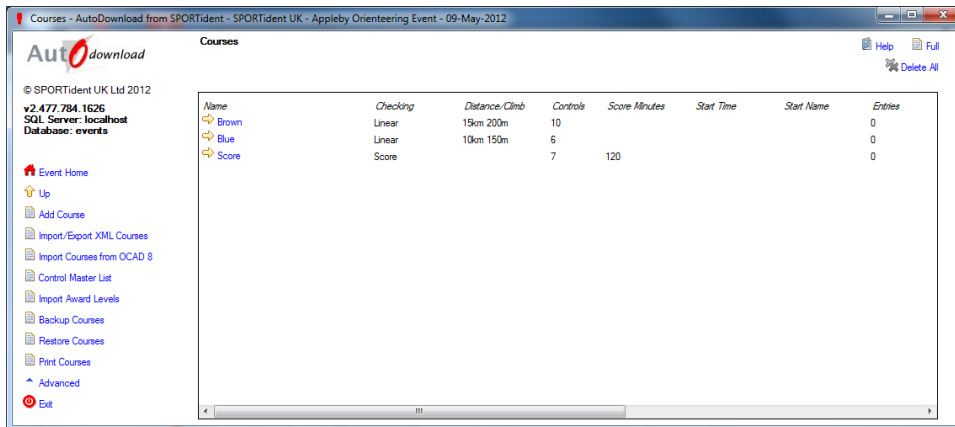 Courses - AutoDownload from SPORTident - SPORTident UK - Appleby Orienteering Event - 09-May-2012
AutOdownload
Courses
Help Full
Delete All
© SPORTident UK Ltd 2012
v2.477.784.1626
SQL Server: localhost
Database: events
Name Checking Distance/Climb Controls Score Minutes Start Time Start Name Entries
Brown Linear 15km 200m 10 0
Blue Linear 10km 150m 6 0
Score Score 7 120 0
Event Home
Up
Add Course
Import/Export XML Courses
Import Courses from OCAD 8
Control Master List
Import Award Levels
Backup Courses
Restore Courses
Print Courses
Advanced
Exit